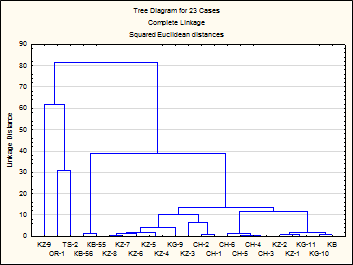 Tree Diagram for 23 Cases
Complete Linkage
Squared Euclidean distances
Linkage Distance
90
80
70
60
50
40
30
20
10
0
KZ-9 TS-2 KB-55 KZ-7 KZ-5 KG-9 CH-2 CH-6 CH-4 KZ-2 KG-11 KB
OR-1 KB-56 KZ-8 KZ-6 KZ-4 KZ-3 CH-1 CH-5 CH-3 KZ-1 KG-10